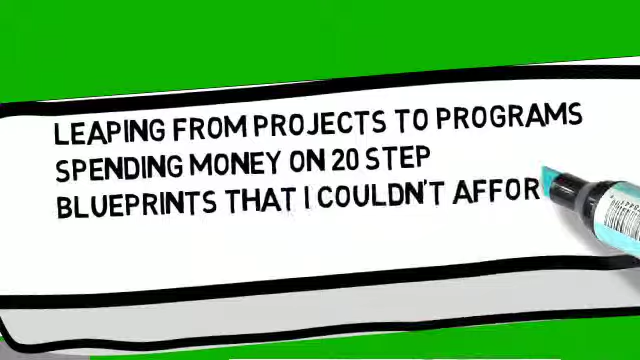 LEAPING FROM PROJECTS TO PROGRAMS
SPENDING MONEY ON 20 STEP
BLUEPRINTS THAT I COULDN'T AFFOR